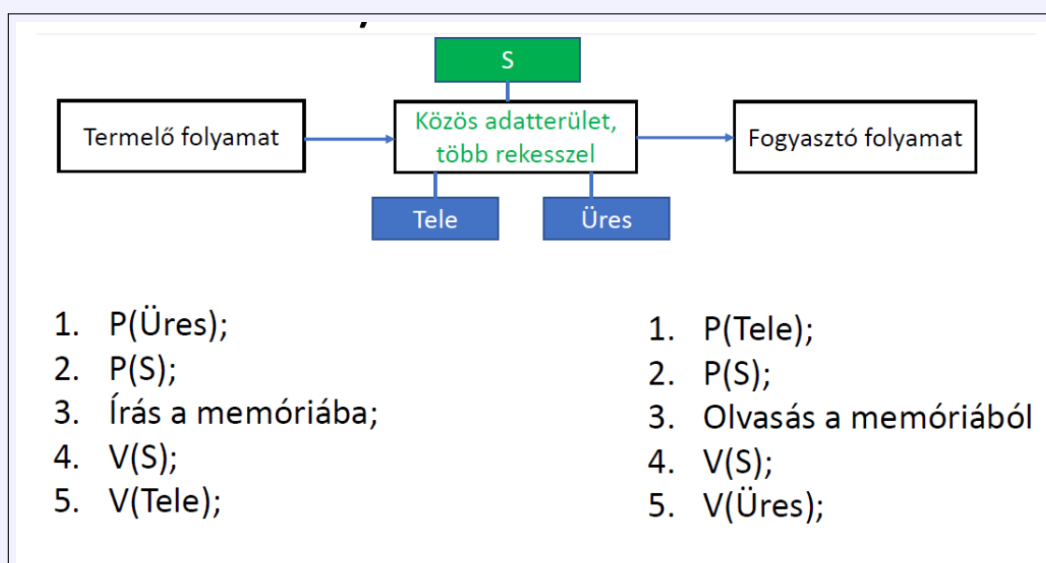 S
Termelő folyamat
Közös adatterület,
több rekesszel
Fogyasztó folyamat
Tele
Üres
1. P(Üres);
2. P(S);
3. Írás a memóriába;
4. V(S);
5. V(Tele);
1. P(Tele);
2. P(S);
3. Olvasás a memóriából
4. V(S);
5. V(Üres);